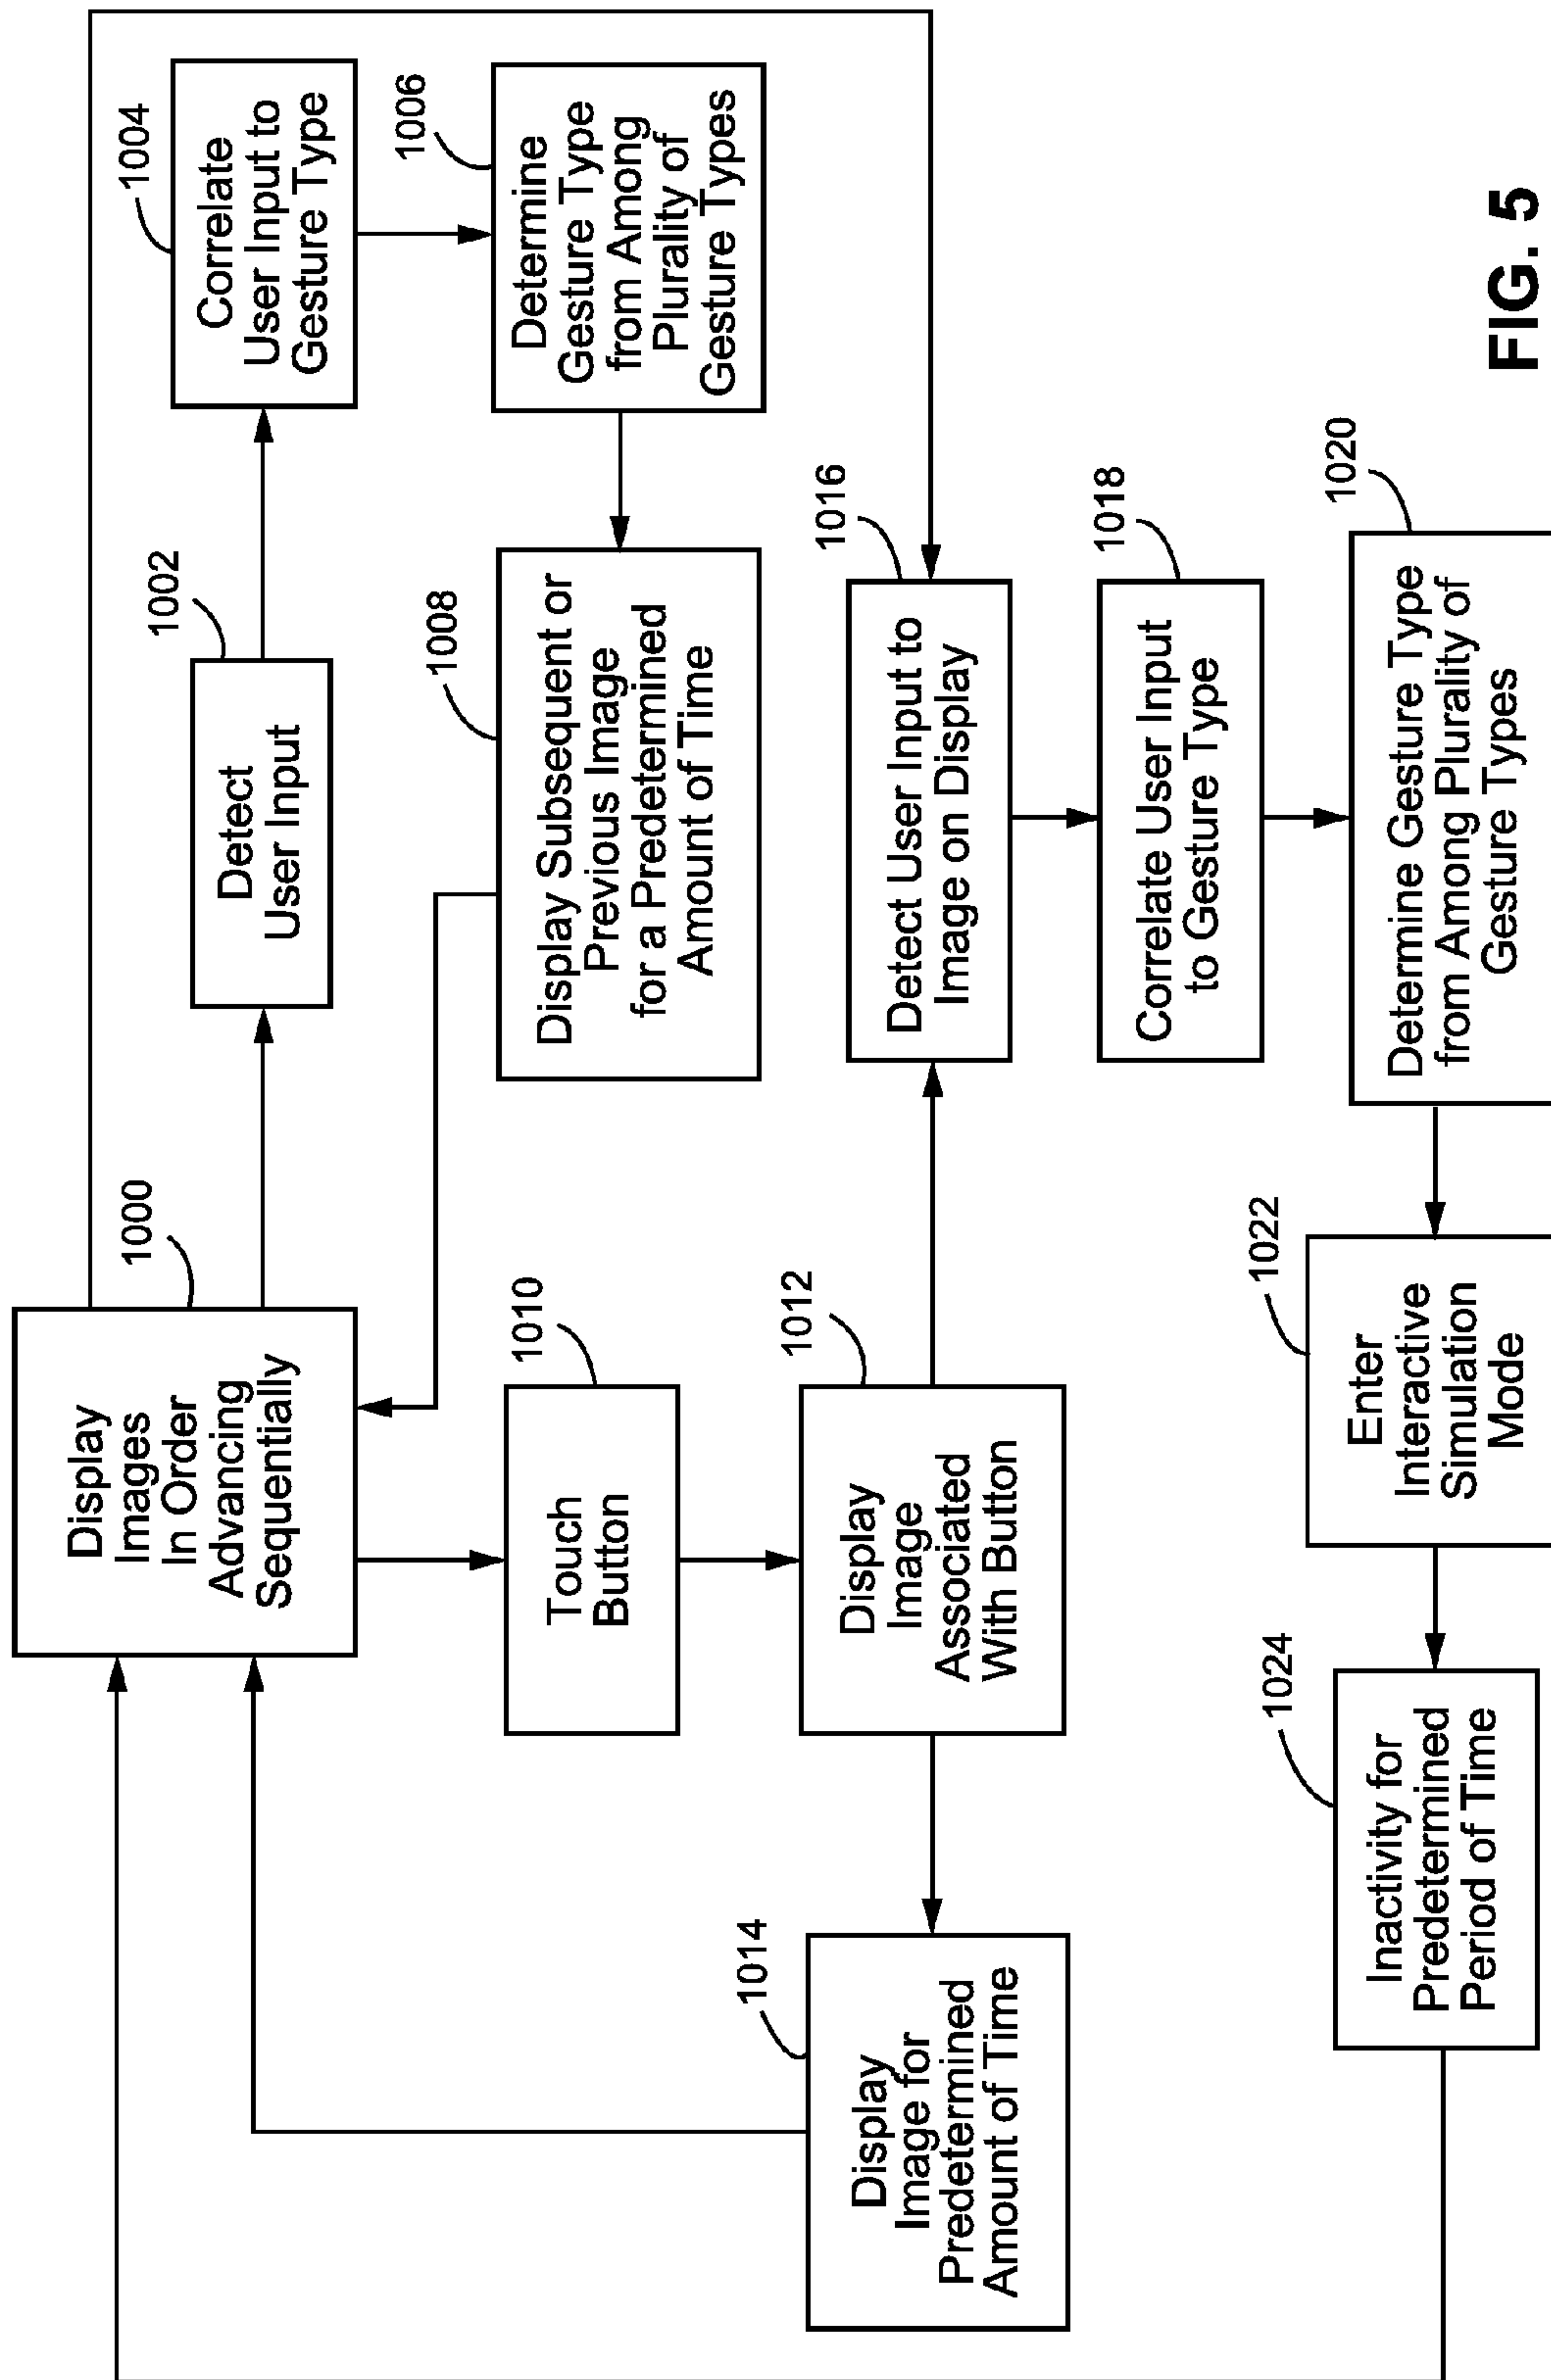 1000
Display
Images
In Order
Advancing
Sequentially
1002
Detect
User Input
1004
Correlate
User Input to
Gesture Type
1006
Determine
Gesture Type
from Among
Plurality of
Gesture Types
1008
Display Subsequent or
Previous Image
for a Predetermined
Amount of Time
1010
Touch
Button
1012
Display
Image
Associated
With Button
1014
Display
Image for
Predetermined
Amount of Time
1016
Detect User Input to
Image on Display
1018
Correlate User Input
to Gesture Type
1020
Determine Gesture Type
from Among Plurality of
Gesture Types
1022
Enter
Interactive
Simulation
Mode
1024
Inactivity for
Predetermined
Period of Time
FIG. 5